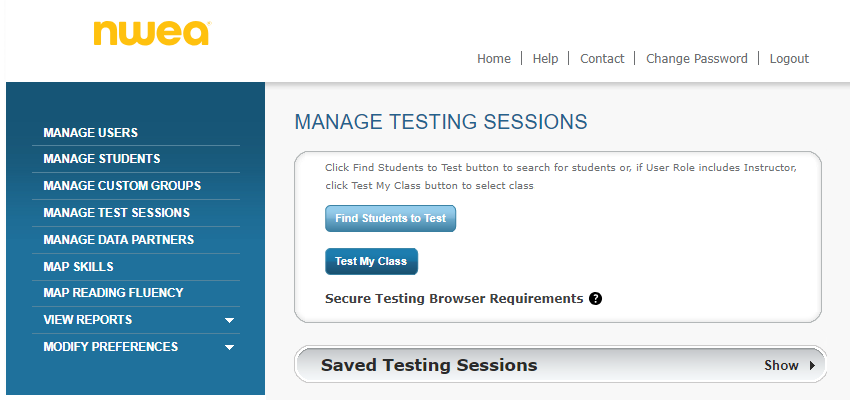 nwea
Home | Help | Contact | Change Password | Logout
MANAGE USERS
MANAGE STUDENTS
MANAGE CUSTOM GROUPS
MANAGE TEST SESSIONS
MANAGE DATA PARTNERS
MAP SKILLS
MAP READING FLUENCY
VIEW REPORTS
MODIFY PREFERENCES
MANAGE TESTING SESSIONS
Click Find Students to Test button to search for students or, if User Role includes Instructor,
click Test My Class button to select class
Find Students to Test
Test My Class
Secure Testing Browser Requirements ?
Saved Testing Sessions Show